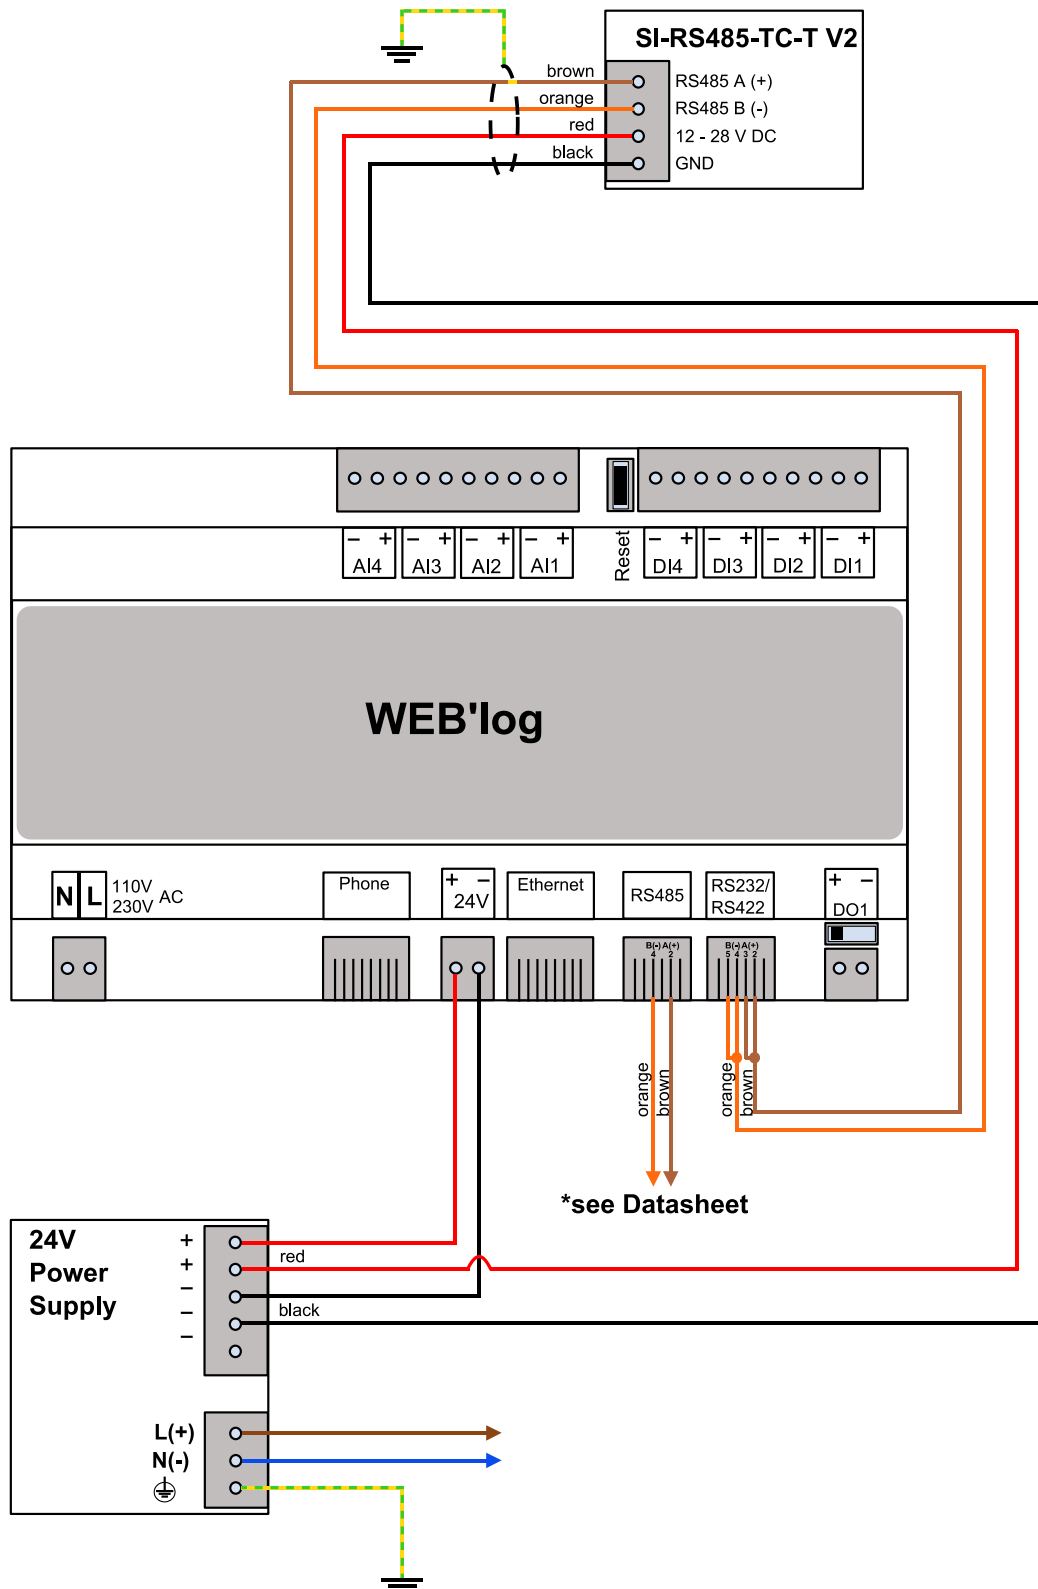 SI-RS485-TC-T V2
brown RS485 A (+)
orange RS485 B (-)
red 12 - 28 V DC
black GND
− + − + − + − + − + − + − + − +
AI4 AI3 AI2 AI1 Reset DI4 DI3 DI2 DI1
WEB'log
N L 110V 230V AC
Phone
+ −
24V
Ethernet
RS485
RS232/
RS422
+ −
DO1
B(-) A(+)
4 2
B(-) A(+)
5 4 3 2
orange brown orange brown
*see Datasheet
24V
Power
Supply
+
+
−
−
−
red
black
L(+)
N(-)